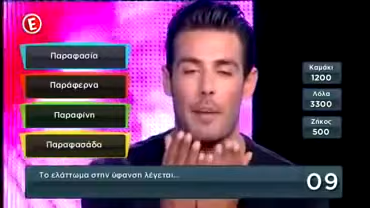 E
Παραφασία
Παράφερνα
Παραφίνη
Παραφασάδα
Καμάκι
1200
Λόλα
3300
Ζήκος
500
Το ελάττωμα στην ύφανση λέγεται...
09